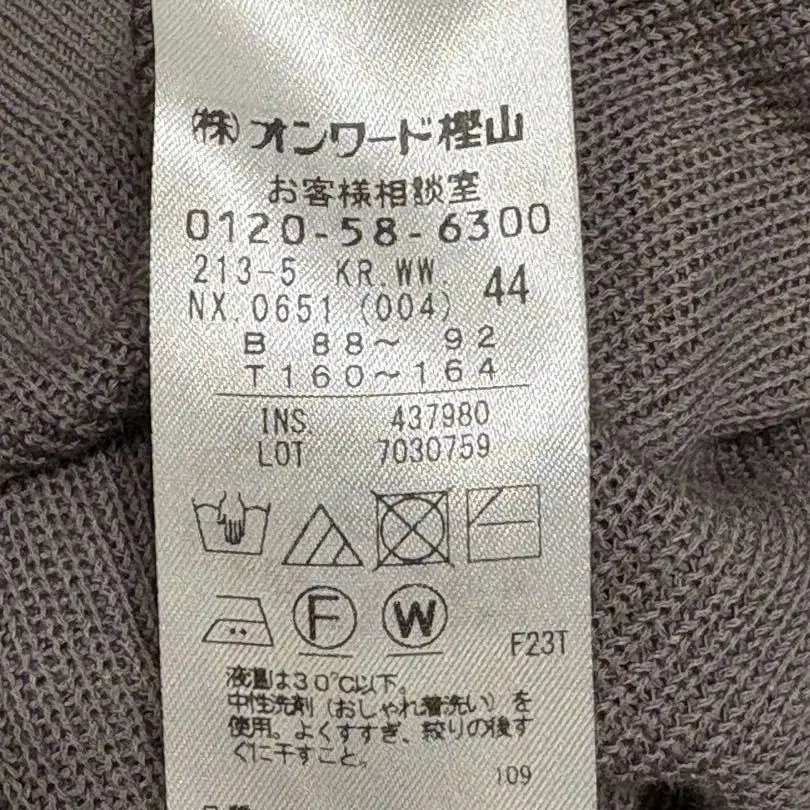 (株)オンワード樫山
お客様相談室
0120-58-6300
213-5 KR.WW. 44
NX.0651 (004)
B 88～ 92
T160～164
INS. 437980
LOT 7030759
F W
F23T
液温は30℃以下。
中性洗剤(おしゃれ着洗い)を
使用。よくすすぎ、絞りの後す
ぐに干すこと。
109